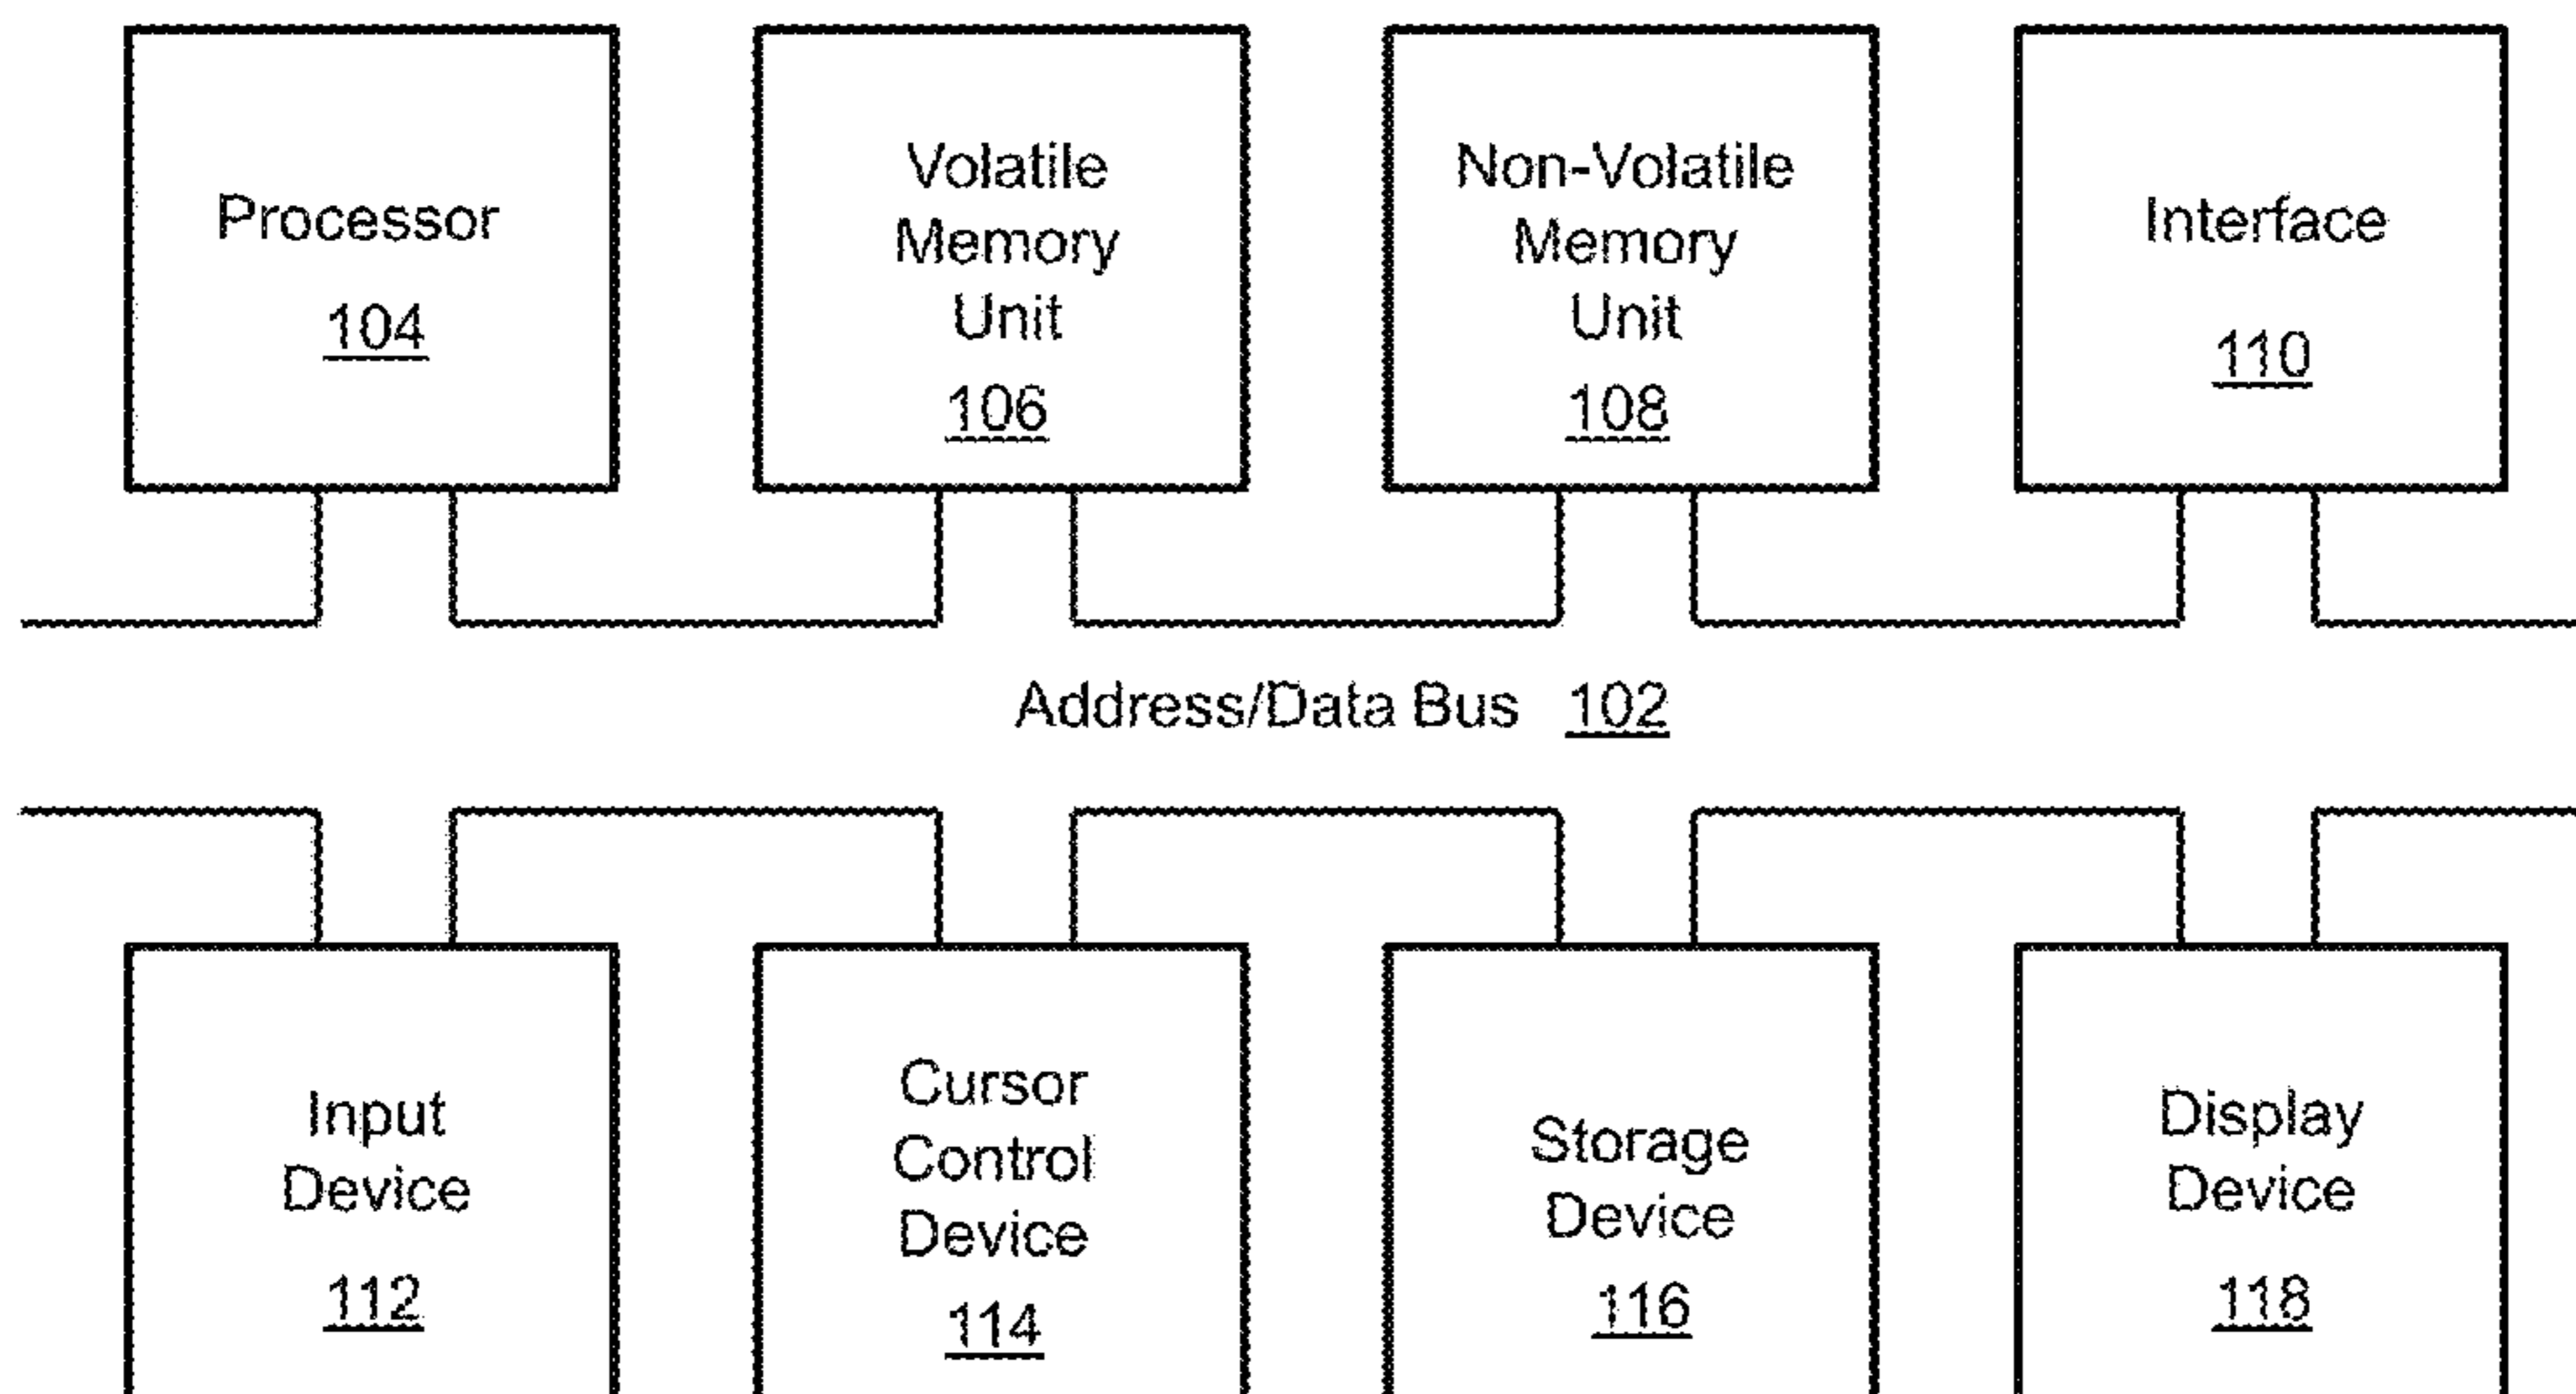 Processor
104
Volatile
Memory
Unit
106
Non-Volatile
Memory
Unit
108
Interface
110
Address/Data Bus 102
Input
Device
112
Cursor
Control
Device
114
Storage
Device
116
Display
Device
118